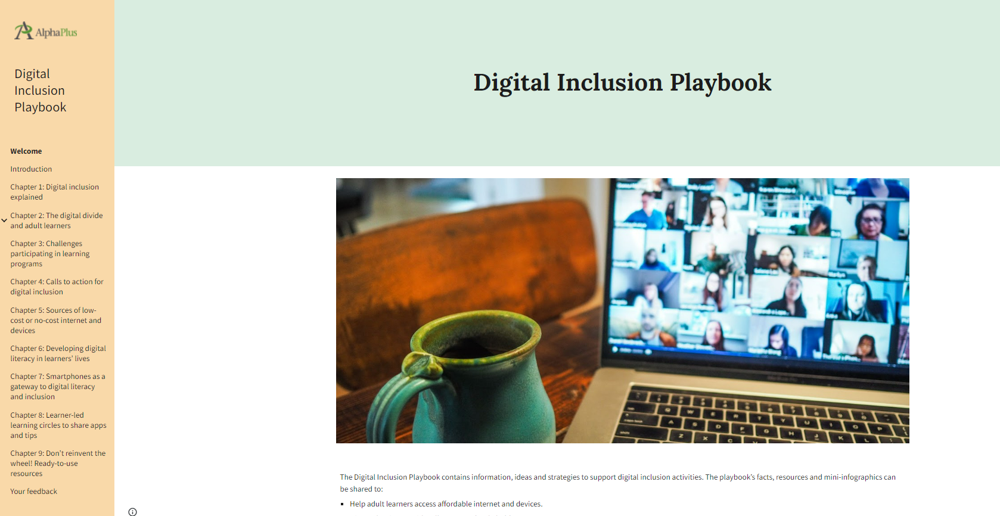 AlphaPlus
Digital
Inclusion
Playbook
Welcome
Introduction
Chapter 1: Digital inclusion
explained
Chapter 2: The digital divide
and adult learners
Chapter 3: Challenges
participating in learning
programs
Chapter 4: Calls to action for
digital inclusion
Chapter 5: Sources of low-
cost or no-cost internet and
devices
Chapter 6: Developing digital
literacy in learners’ lives
Chapter 7: Smartphones as a
gateway to digital literacy
and inclusion
Chapter 8: Learner-led
learning circles to share apps
and tips
Chapter 9: Don’t reinvent the
wheel! Ready-to-use
resources
Your feedback
Digital Inclusion Playbook
The Digital Inclusion Playbook contains information, ideas and strategies to support digital inclusion activities. The playbook’s facts, resources and mini-infographics can
be shared to:
▪ Help adult learners access affordable internet and devices.